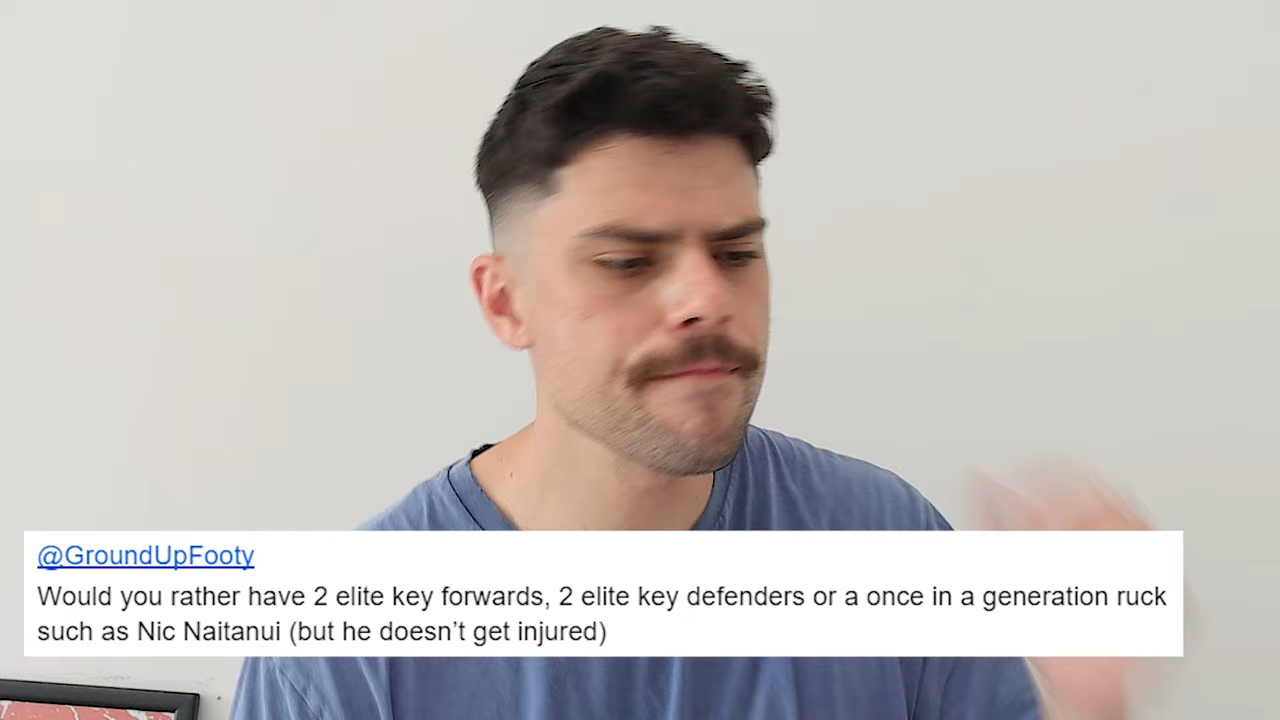 @GroundUpFooty
Would you rather have 2 elite key forwards, 2 elite key defenders or a once in a generation ruck
such as Nic Naitanui (but he doesn’t get injured)